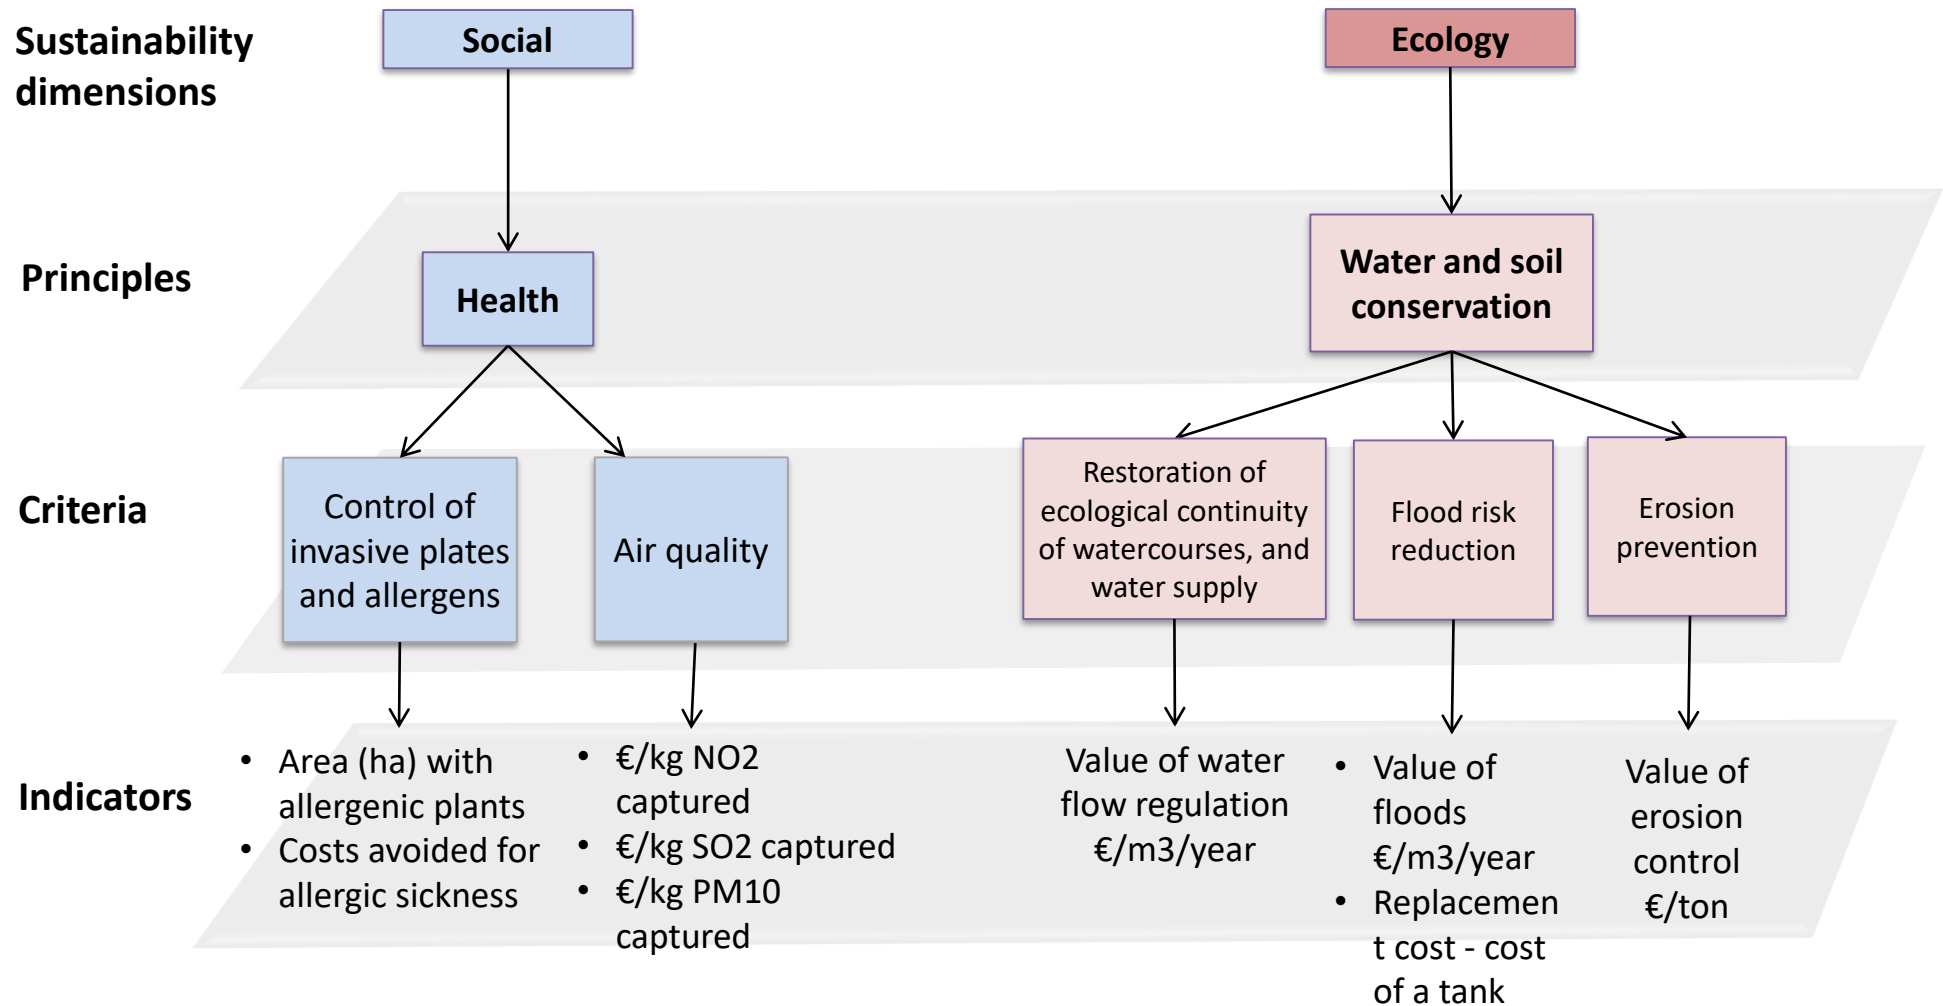 Sustainability
dimensions
Social
Ecology
Principles
Health
Water and soil
conservation
Criteria
Control of
invasive plates
and allergens
Air quality
Restoration of
ecological continuity
of watercourses, and
water supply
Flood risk
reduction
Erosion
prevention
Indicators
• Area (ha) with
allergenic plants
• Costs avoided for
allergic sickness
• €/kg NO2
captured
• €/kg SO2 captured
• €/kg PM10
captured
Value of water
flow regulation
€/m3/year
• Value of
floods
€/m3/year
• Replacemen
t cost - cost
of a tank
Value of
erosion
control
€/ton